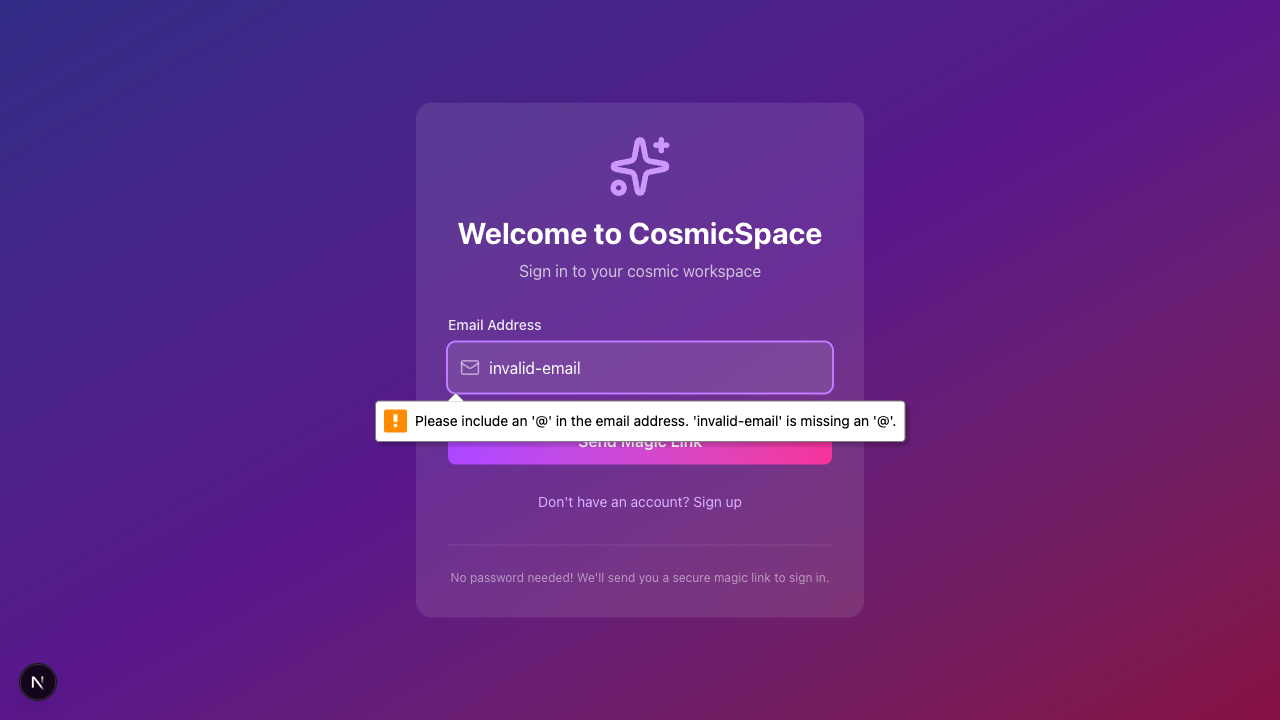 Welcome to CosmicSpace
Sign in to your cosmic workspace
Email Address
invalid-email
Please include an '@' in the email address. 'invalid-email' is missing an '@'.
Send Magic Link
Don't have an account? Sign up
No password needed! We'll send you a secure magic link to sign in.
N